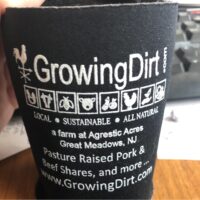 GrowingDirt.com
LOCAL • SUSTAINABLE • ALL NATURAL
a farm at Agrestic Acres
Great Meadows, NJ
Pasture Raised Pork &
Beef Shares, and more ...
www.GrowingDirt.com